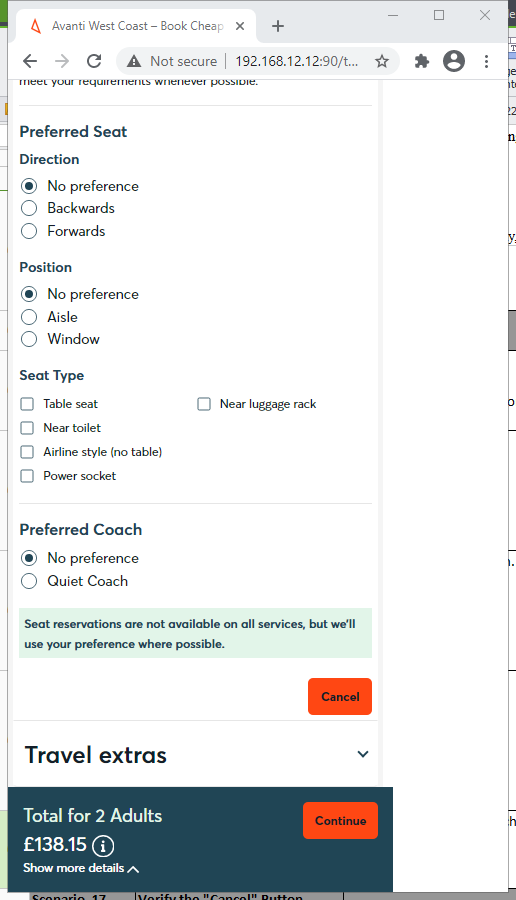 Avanti West Coast – Book Cheap
Not secure | 192.168.12.12:90/t...
meet your requirements whenever possible.
Preferred Seat
Direction
No preference
Backwards
Forwards
Position
No preference
Aisle
Window
Seat Type
Table seat
Near luggage rack
Near toilet
Airline style (no table)
Power socket
Preferred Coach
No preference
Quiet Coach
Seat reservations are not available on all services, but we'll
use your preference where possible.
Cancel
Travel extras
Total for 2 Adults
£138.15
Continue
Show more details
Scenario-17 Verify the "Cancel" Button